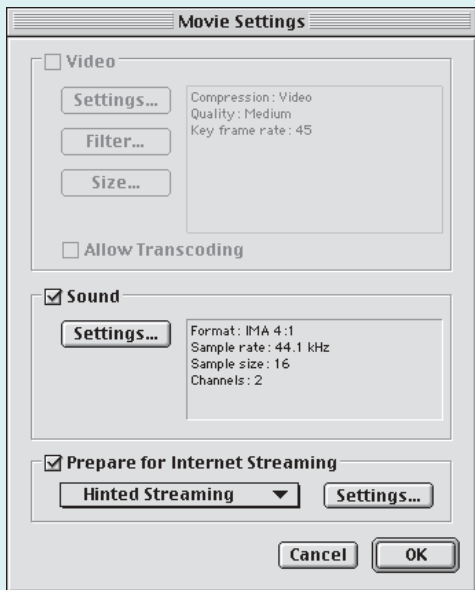 Movie Settings
Video
Settings...
Compression: Video
Quality: Medium
Key frame rate: 45
Filter...
Size...
Allow Transcoding
Sound
Settings...
Format: IMA 4:1
Sample rate: 44.1 kHz
Sample size: 16
Channels: 2
Prepare for Internet Streaming
Hinted Streaming
Settings...
Cancel
OK